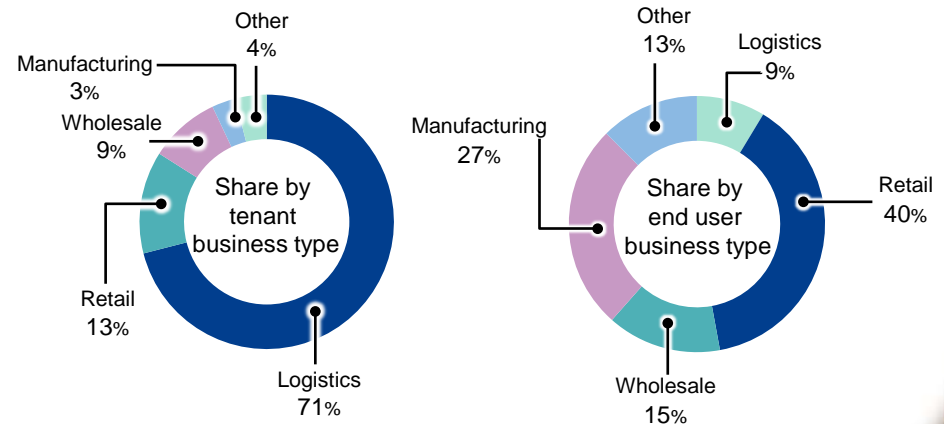 Other
4%
Manufacturing
3%
Wholesale
9%
Share by
tenant
business type
Retail
13%
Logistics
71%
Other
13%
Logistics
9%
Manufacturing
27%
Share by
end user
business type
Retail
40%
Wholesale
15%